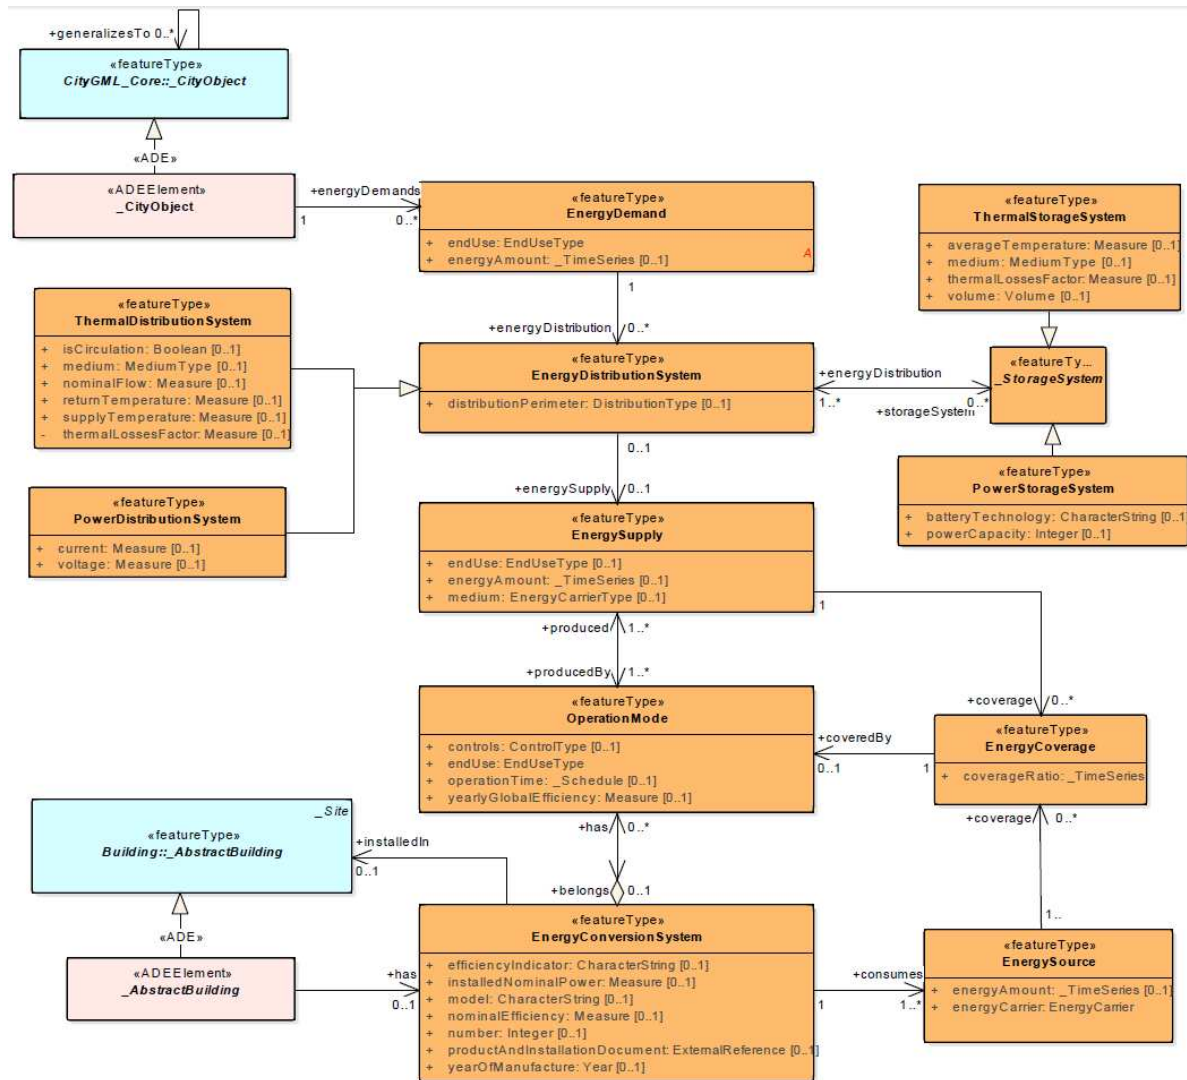 +generalizesTo 0..*
«featureType»
CityGML_Core::_CityObject
«ADE»
«ADEElement»
_CityObject
+energyDemands
1
0..*
«featureType»
EnergyDemand
+ endUse: EndUseType
+ energyAmount: _TimeSeries [0..1]
A
«featureType»
ThermalStorageSystem
+ averageTemperature: Measure [0..1]
+ medium: MediumType [0..1]
+ thermalLossesFactor: Measure [0..1]
+ volume: Volume [0..1]
1
+energyDistribution
0..*
«featureType»
ThermalDistributionSystem
+ isCirculation: Boolean [0..1]
+ medium: MediumType [0..1]
+ nominalFlow: Measure [0..1]
+ returnTemperature: Measure [0..1]
+ supplyTemperature: Measure [0..1]
- thermalLossesFactor: Measure [0..1]
«featureType»
EnergyDistributionSystem
+ distributionPerimeter: DistributionType [0..1]
+energyDistribution
1..*
0..*
+storageSystem
«featureTy...
_StorageSystem
0..1
+energySupply
0..1
«featureType»
PowerDistributionSystem
+ current: Measure [0..1]
+ voltage: Measure [0..1]
«featureType»
EnergySupply
+ endUse: EndUseType [0..1]
+ energyAmount: _TimeSeries [0..1]
+ medium: EnergyCarrierType [0..1]
«featureType»
PowerStorageSystem
+ batteryTechnology: CharacterString [0..1]
+ powerCapacity: Integer [0..1]
1
+produced
1..*
+producedBy
1..*
«featureType»
OperationMode
+ controls: ControlType [0..1]
+ endUse: EndUseType
+ operationTime: _Schedule [0..1]
+ yearlyGlobalEfficiency: Measure [0..1]
+coverage
0..*
+coveredBy
0..1
1
«featureType»
EnergyCoverage
+ coverageRatio: _TimeSeries
_Site
«featureType»
Building::_AbstractBuilding
+installedIn
0..1
+has
0..*
+belongs
0..1
+coverage
0..*
1..
«ADE»
«ADEElement»
_AbstractBuilding
+has
0..1
«featureType»
EnergyConversionSystem
+ efficiencyIndicator: CharacterString [0..1]
+ installedNominalPower: Measure [0..1]
+ model: CharacterString [0..1]
+ nominalEfficiency: Measure [0..1]
+ number: Integer [0..1]
+ productAndInstallationDocument: ExternalReference [0..1]
+ yearOfManufacture: Year [0..1]
+consumes
1
1..*
«featureType»
EnergySource
+ energyAmount: _TimeSeries [0..1]
+ energyCarrier: EnergyCarrier